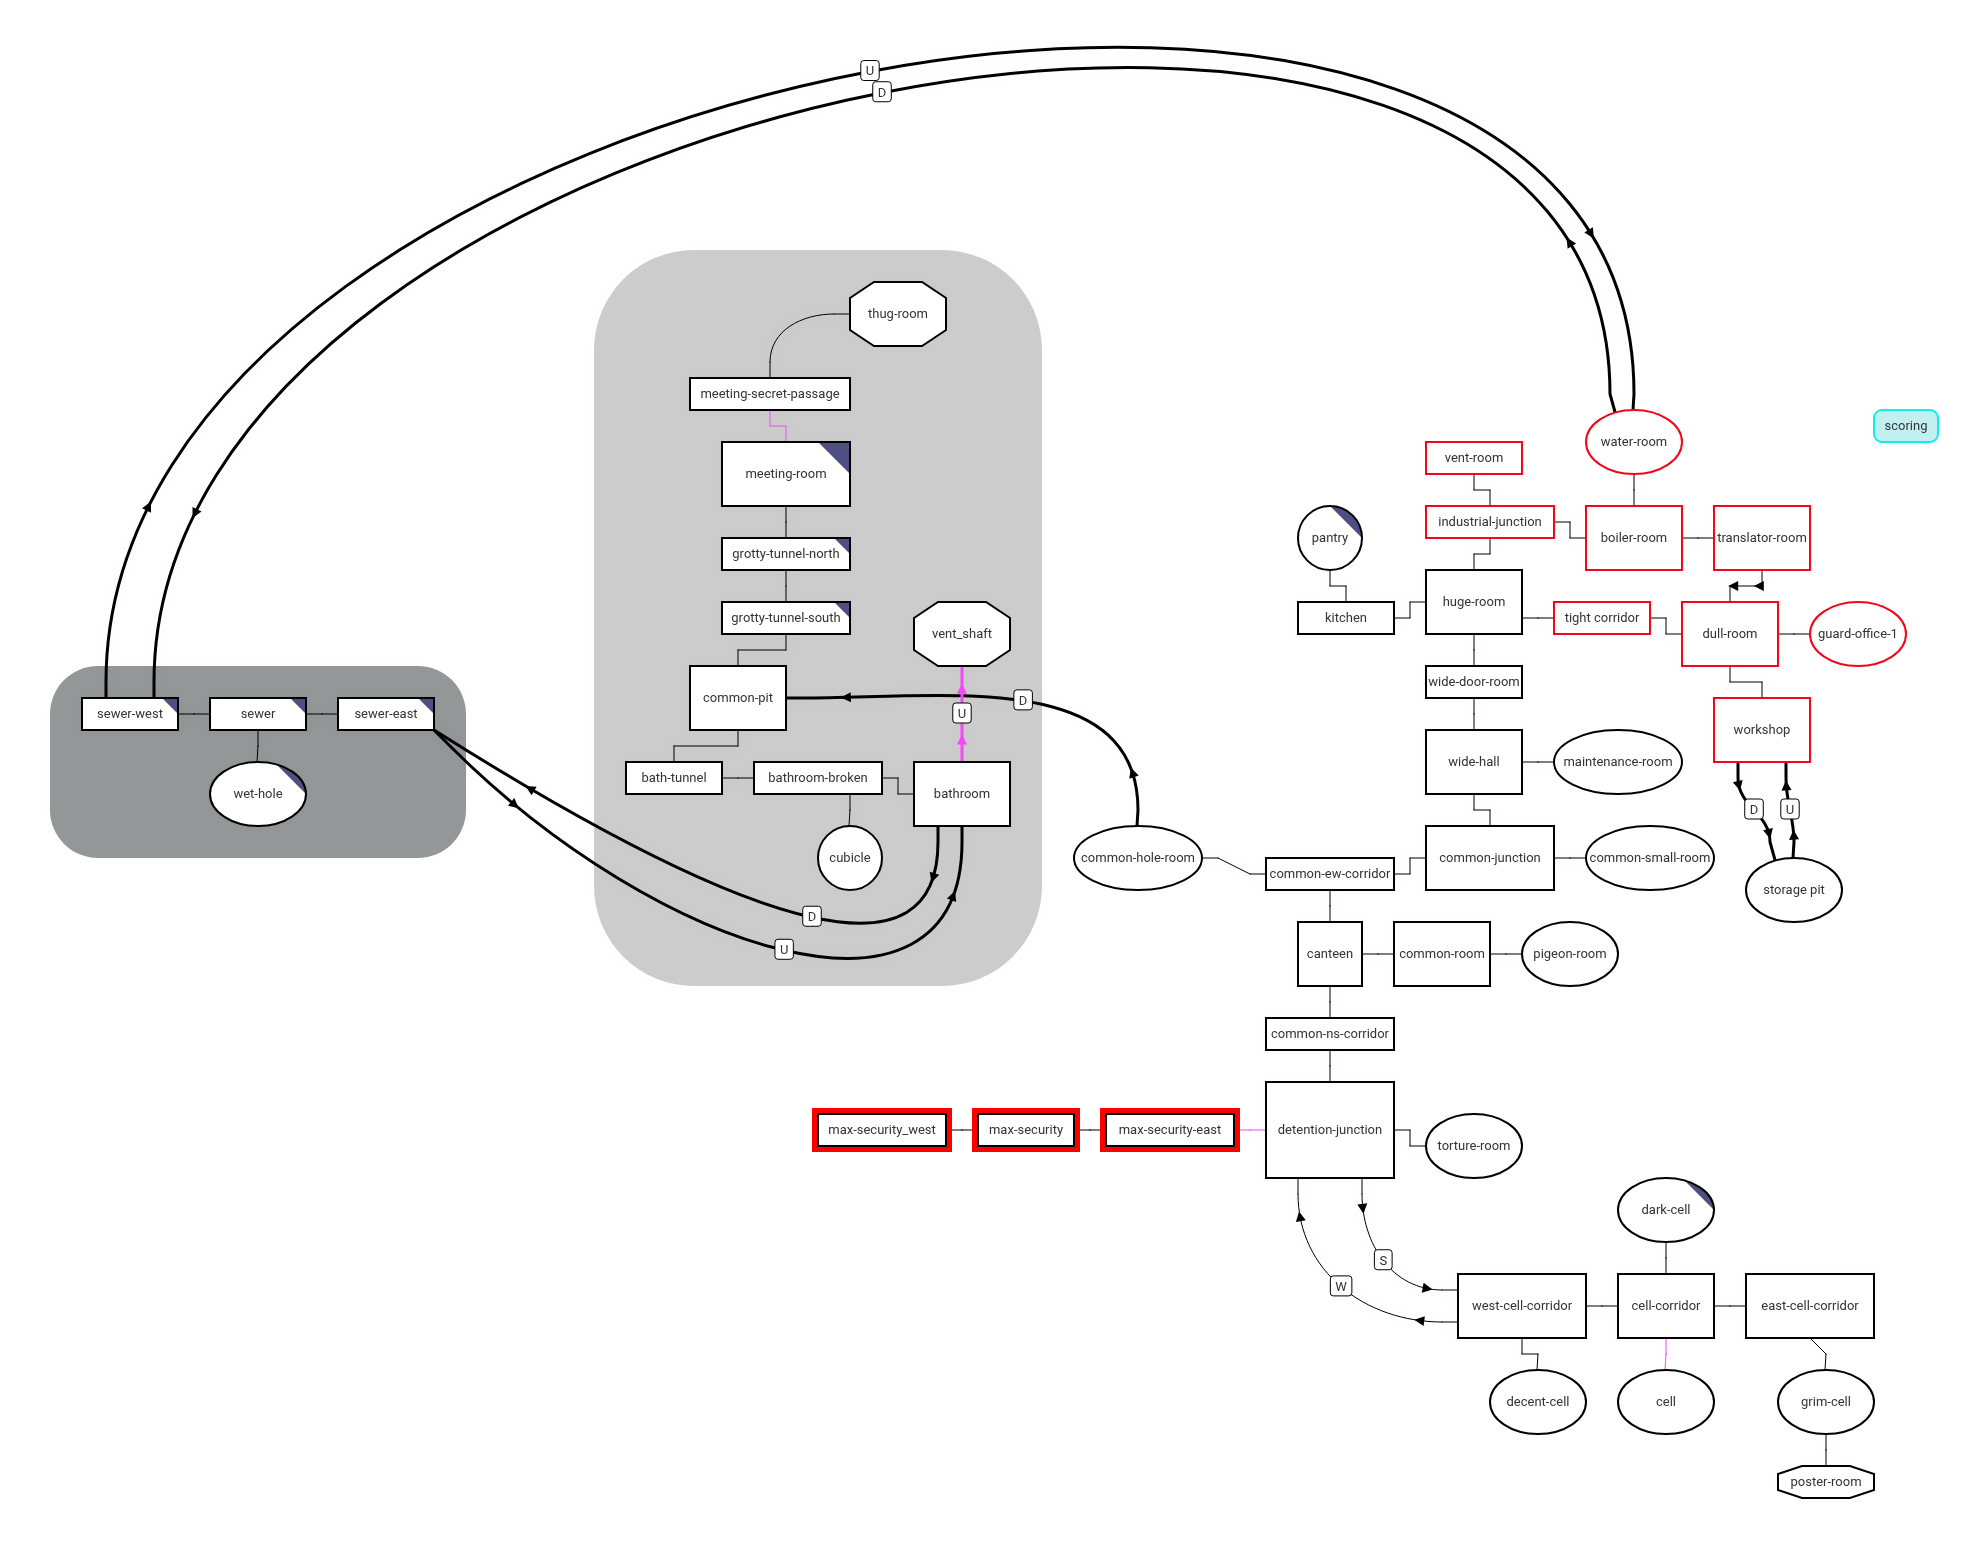 U
D
thug-room
meeting-secret-passage
scoring
water-room
vent-room
meeting-room
industrial-junction
boiler-room
translator-room
pantry
grotty-tunnel-north
huge-room
kitchen
tight corridor
grotty-tunnel-south
vent_shaft
dull-room
guard-office-1
wide-door-room
common-pit
D
U
sewer-west
sewer
sewer-east
workshop
wide-hall
maintenance-room
bath-tunnel
bathroom-broken
bathroom
wet-hole
D
U
cubicle
common-hole-room
common-ew-corridor
common-junction
common-small-room
storage pit
D
U
canteen
common-room
pigeon-room
common-ns-corridor
max-security_west
max-security
max-security-east
detention-junction
torture-room
dark-cell
S
W
west-cell-corridor
cell-corridor
east-cell-corridor
decent-cell
cell
grim-cell
poster-room